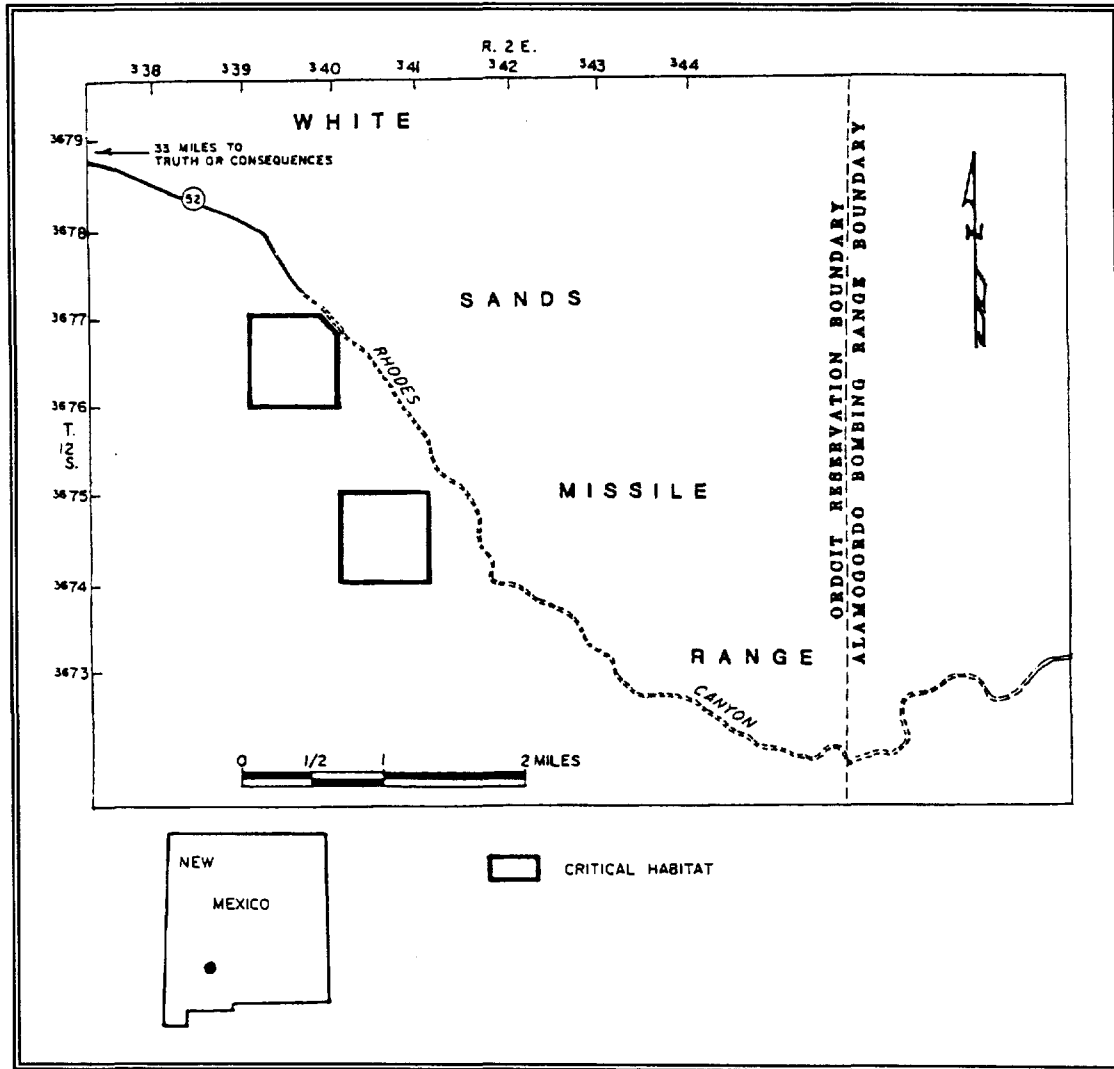 R. 2 E.
338 339 340 341 342 343 344
WHITE
3679
33 MILES TO
TRUTH OR CONSEQUENCES
52
3678
SANDS
3677
RHODES
3676
T.
12
S.
3675
MISSILE
3674
3673
RANGE
CANYON
ORDCIT RESERVATION BOUNDARY
ALAMOGORDO BOMBING RANGE BOUNDARY
N
0 1/2 1 2 MILES
NEW
MEXICO
CRITICAL HABITAT